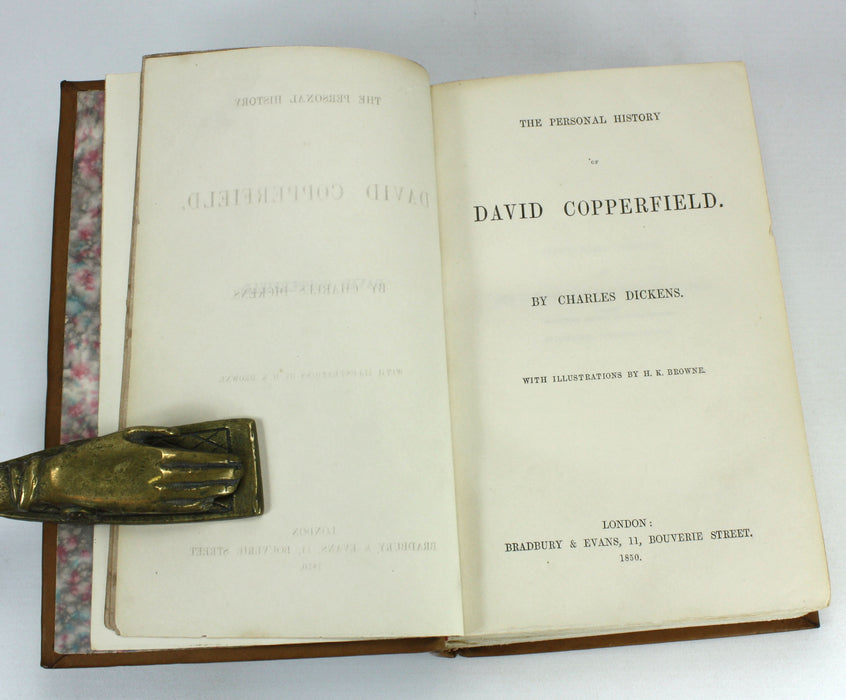 THE PERSONAL HISTORY
OF
DAVID COPPERFIELD.
BY CHARLES DICKENS.
WITH ILLUSTRATIONS BY H. K. BROWNE.
LONDON:
BRADBURY & EVANS, 11, BOUVERIE STREET.
1850.